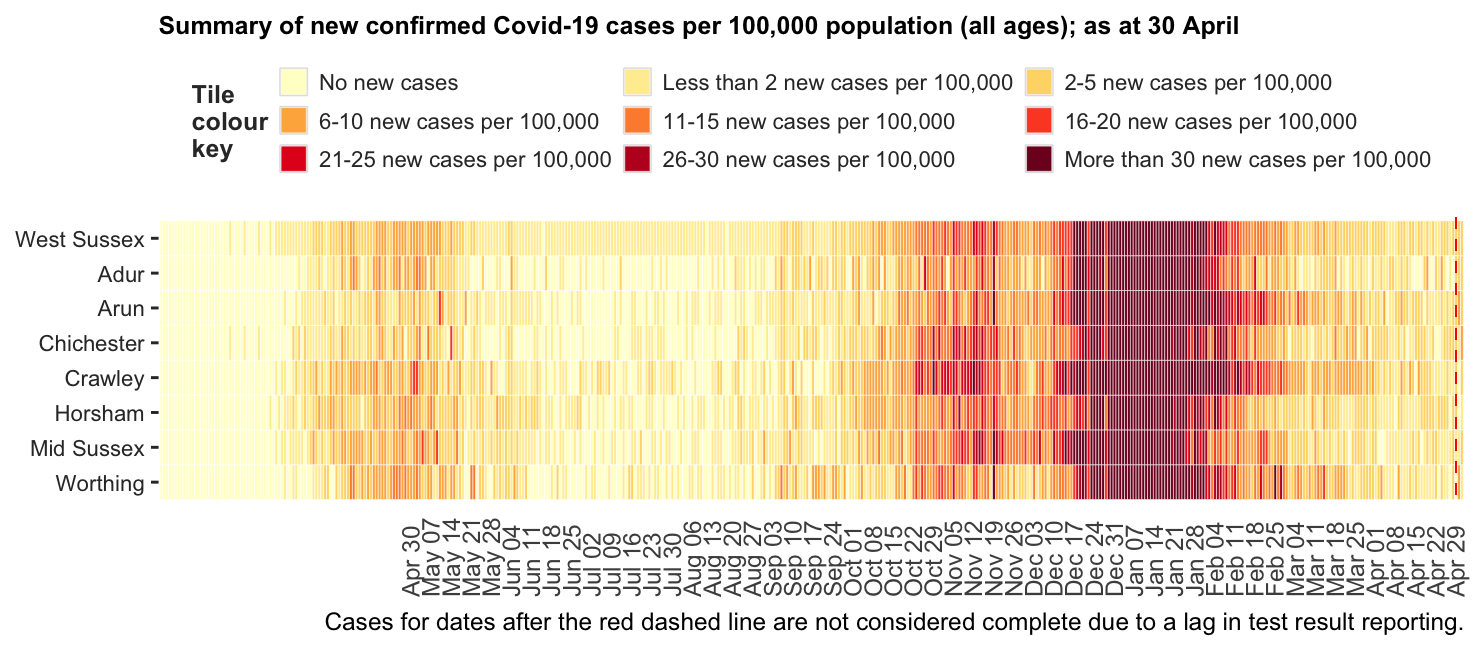 Summary of new confirmed Covid-19 cases per 100,000 population (all ages); as at 30 April
Tile
colour
key
No new cases
Less than 2 new cases per 100,000
2-5 new cases per 100,000
6-10 new cases per 100,000
11-15 new cases per 100,000
16-20 new cases per 100,000
21-25 new cases per 100,000
26-30 new cases per 100,000
More than 30 new cases per 100,000
West Sussex
Adur
Arun
Chichester
Crawley
Horsham
Mid Sussex
Worthing
Apr 30
May 07
May 14
May 21
May 28
Jun 04
Jun 11
Jun 18
Jun 25
Jul 02
Jul 09
Jul 16
Jul 23
Jul 30
Aug 06
Aug 13
Aug 20
Aug 27
Sep 03
Sep 10
Sep 17
Sep 24
Oct 01
Oct 08
Oct 15
Oct 22
Oct 29
Nov 05
Nov 12
Nov 19
Nov 26
Dec 03
Dec 10
Dec 17
Dec 24
Dec 31
Jan 07
Jan 14
Jan 21
Jan 28
Feb 04
Feb 11
Feb 18
Feb 25
Mar 04
Mar 11
Mar 18
Mar 25
Apr 01
Apr 08
Apr 15
Apr 22
Apr 29
Cases for dates after the red dashed line are not considered complete due to a lag in test result reporting.